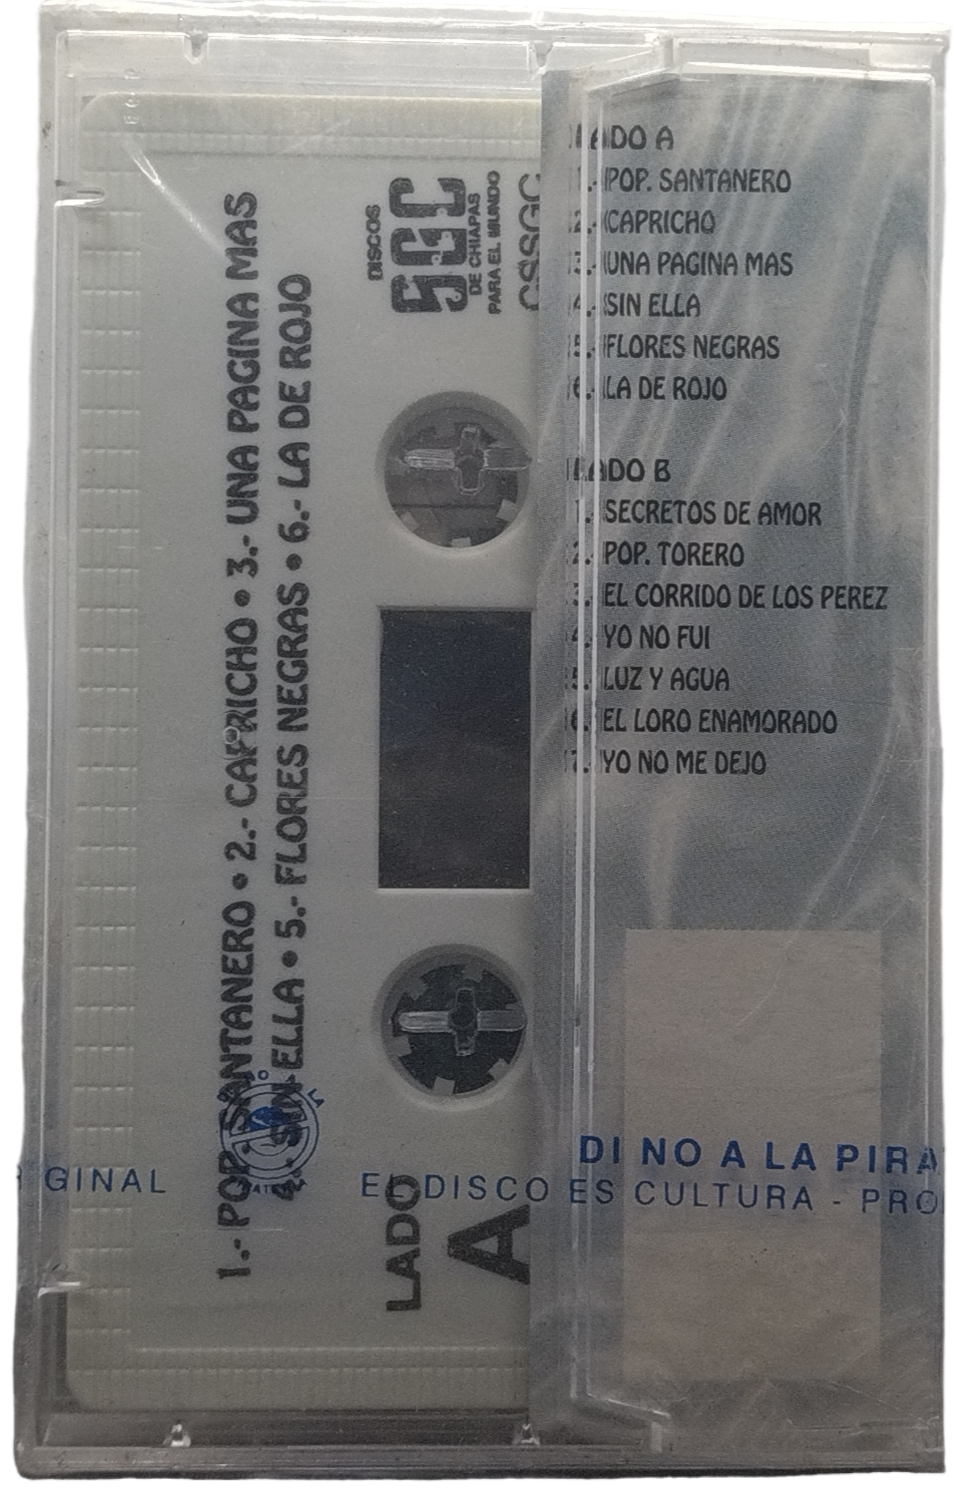 1.- POP. SANTANERO • 2.- CAPRICHO • 3.- UNA PAGINA MAS
4.- SIN ELLA • 5.- FLORES NEGRAS • 6.- LA DE ROJO
DISCOS
SGC
DE CHIAPAS
PARA EL MUNDO
CSSGC
LADO
A
LADO A
1.- POP. SANTANERO
2.- CAPRICHO
3.- UNA PAGINA MAS
4.- SIN ELLA
5.- FLORES NEGRAS
6.- LA DE ROJO
LADO B
1.- SECRETOS DE AMOR
2.- POP. TORERO
3.- EL CORRIDO DE LOS PEREZ
4.- YO NO FUI
5.- LUZ Y AGUA
6.- EL LORO ENAMORADO
7.- YO NO ME DEJO
DI NO A LA PIRA
GINAL
EL DISCO ES CULTURA - PRO